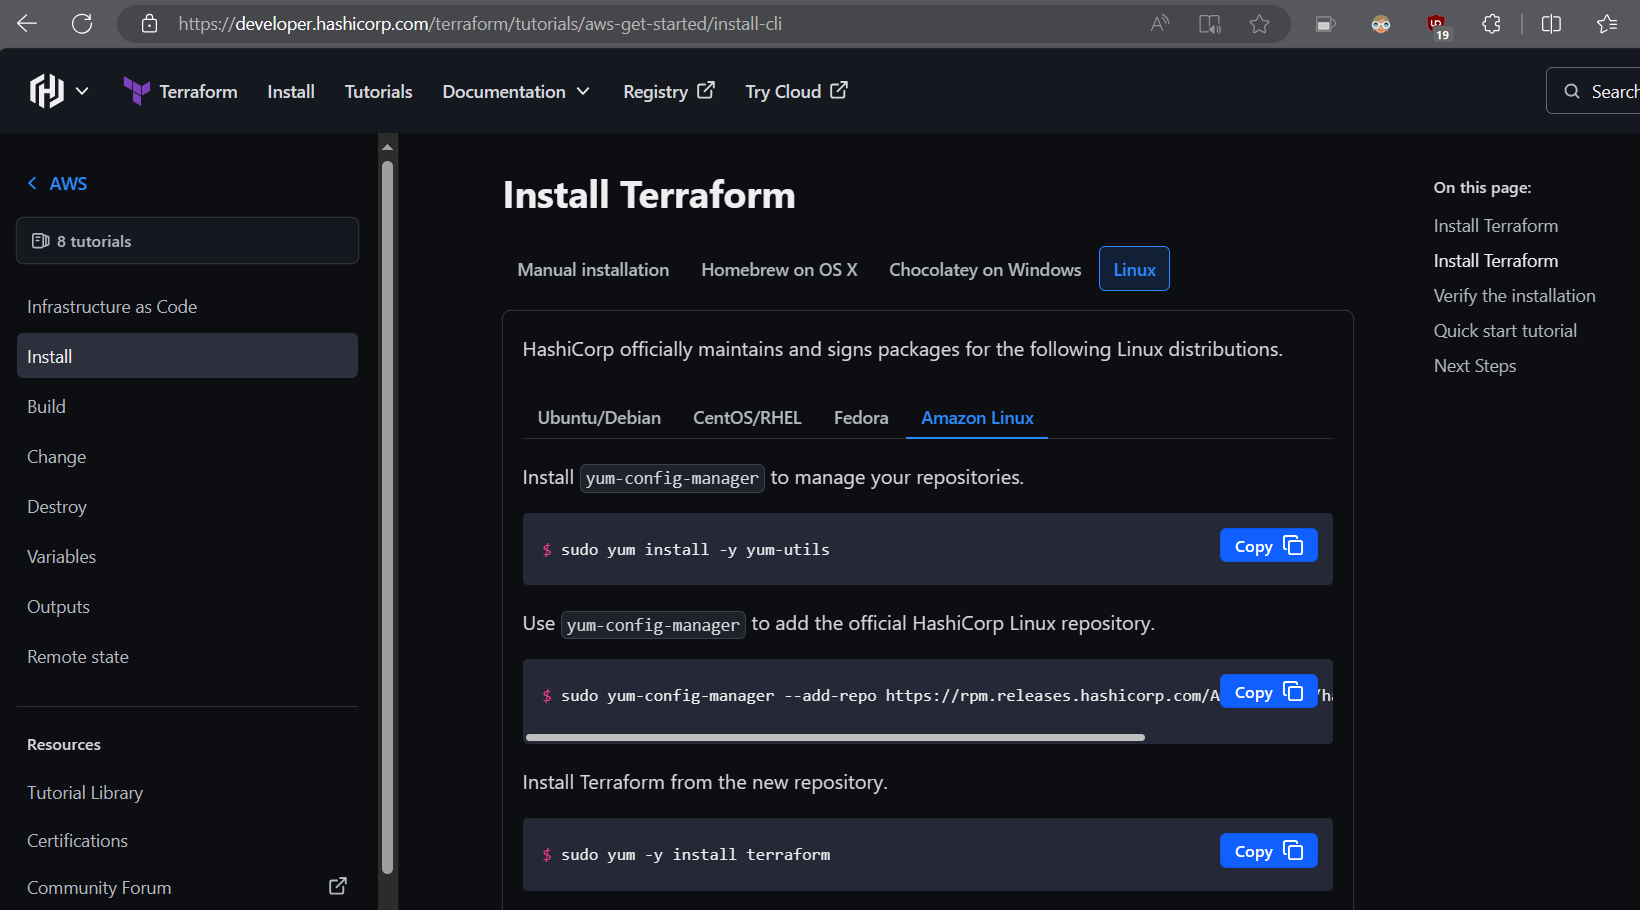 https://developer.hashicorp.com/terraform/tutorials/aws-get-started/install-cli
19
Terraform
Install
Tutorials
Documentation
Registry
Try Cloud
Search
AWS
8 tutorials
Infrastructure as Code
Install
Build
Change
Destroy
Variables
Outputs
Remote state
Resources
Tutorial Library
Certifications
Community Forum
Install Terraform
Manual installation
Homebrew on OS X
Chocolatey on Windows
Linux
HashiCorp officially maintains and signs packages for the following Linux distributions.
Ubuntu/Debian
CentOS/RHEL
Fedora
Amazon Linux
Install yum-config-manager to manage your repositories.
$ sudo yum install -y yum-utils
Copy
Use yum-config-manager to add the official HashiCorp Linux repository.
$ sudo yum-config-manager --add-repo https://rpm.releases.hashicorp.com/A
Copy
Install Terraform from the new repository.
$ sudo yum -y install terraform
Copy
On this page:
Install Terraform
Install Terraform
Verify the installation
Quick start tutorial
Next Steps